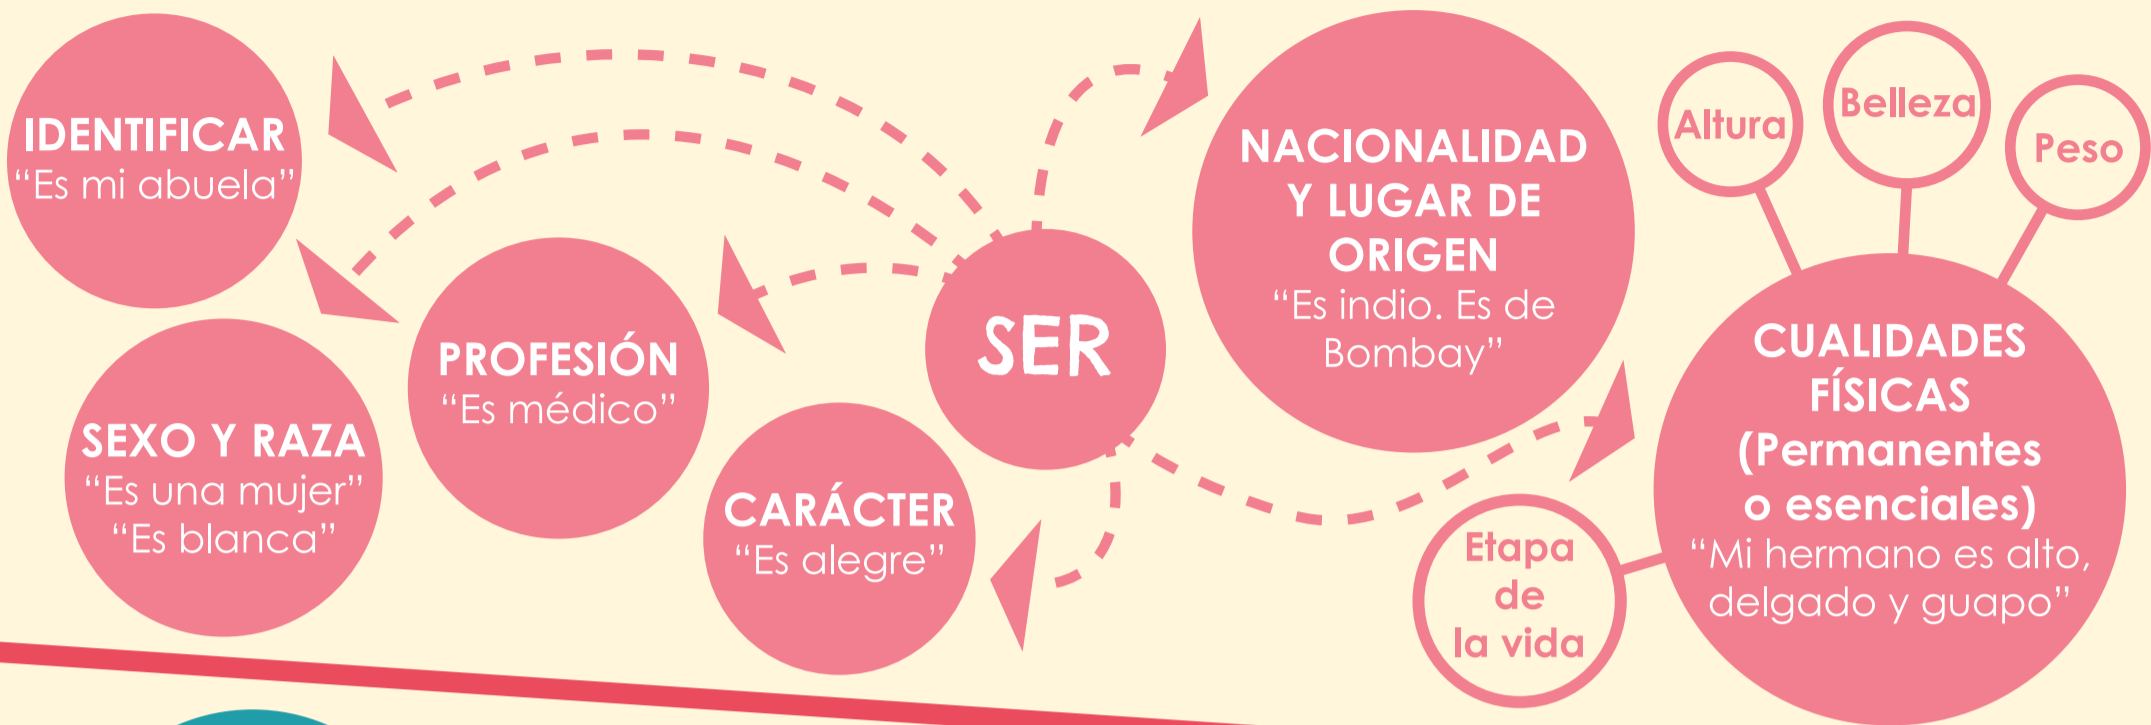 IDENTIFICAR
“Es mi abuela”
SEXO Y RAZA
“Es una mujer”
“Es blanca”
PROFESIÓN
“Es médico”
CARÁCTER
“Es alegre”
SER
NACIONALIDAD
Y LUGAR DE
ORIGEN
“Es indio. Es de
Bombay”
Altura
Belleza
Peso
CUALIDADES
FÍSICAS
(Permanentes
o esenciales)
“Mi hermano es alto,
delgado y guapo”
Etapa
de
la vida